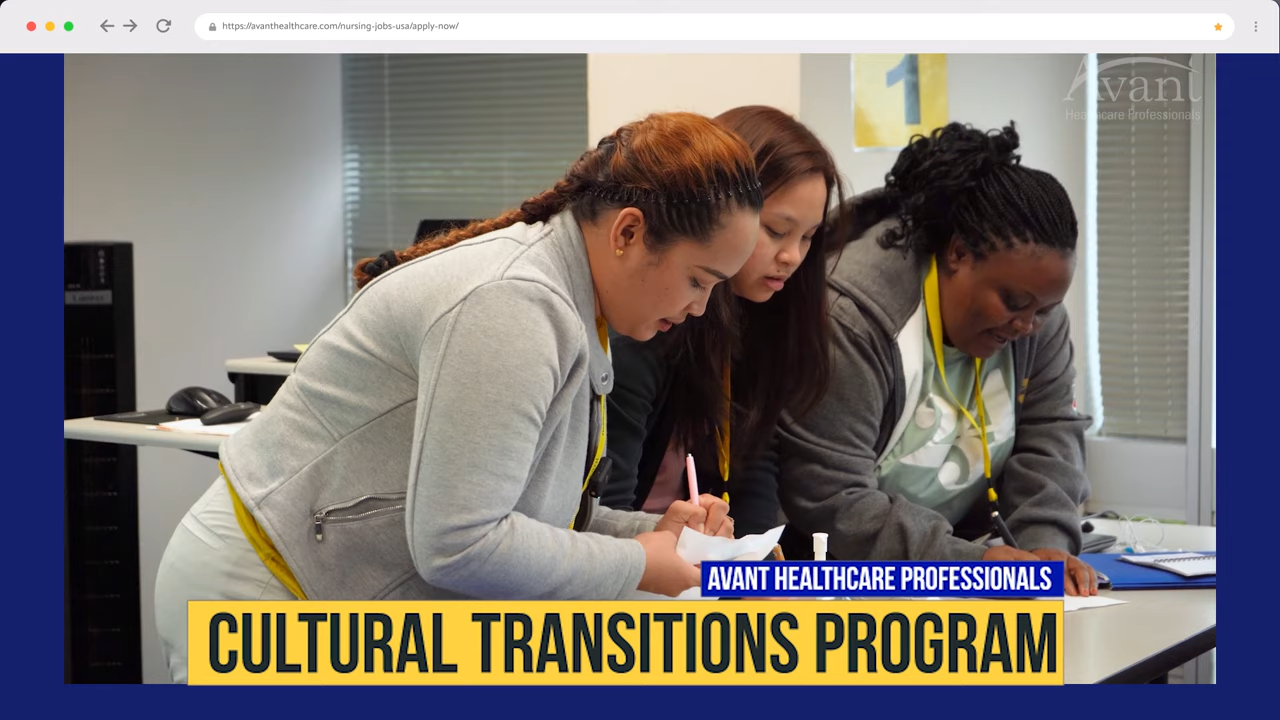 https://avanthealthcare.com/nursing-jobs-usa/apply-now/
1
Avant
Healthcare Professionals
AVANT HEALTHCARE PROFESSIONALS
CULTURAL TRANSITIONS PROGRAM